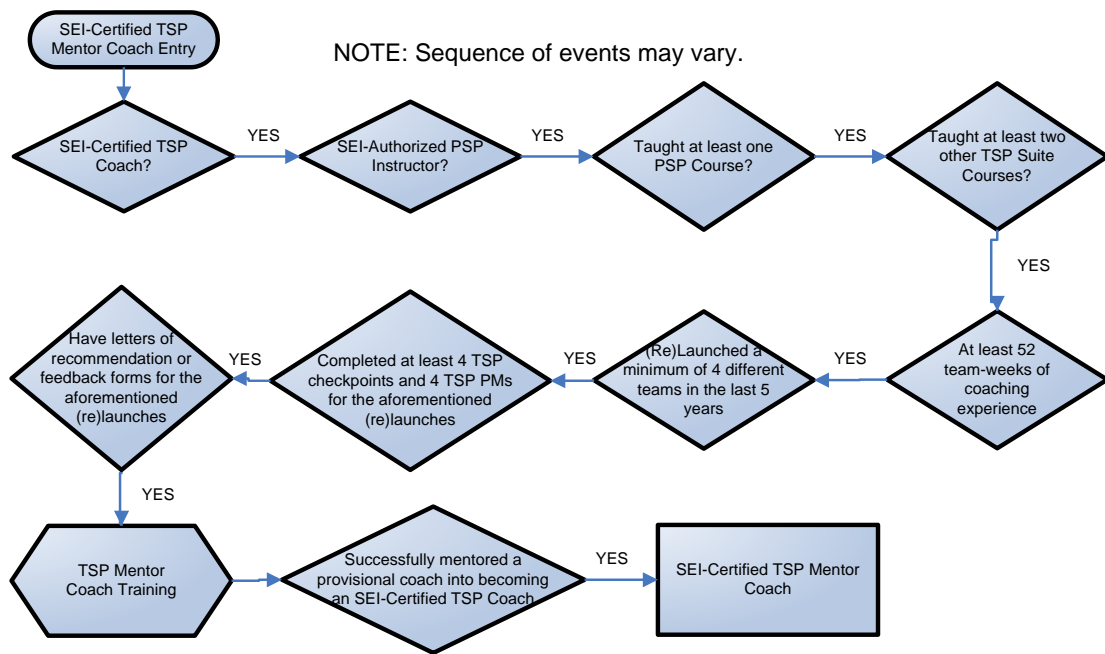 SEI-Certified TSP
Mentor Coach Entry
NOTE: Sequence of events may vary.
SEI-Certified TSP
Coach?
YES
SEI-Authorized PSP
Instructor?
YES
Taught at least one
PSP Course?
YES
Taught at least two
other TSP Suite
Courses?
YES
At least 52
team-weeks of
coaching
experience
YES
(Re)Launched a
minimum of 4 different
teams in the last 5
years
YES
Completed at least 4 TSP
checkpoints and 4 TSP PMs
for the aforementioned
(re)launches
YES
Have letters of
recommendation or
feedback forms for the
aforementioned
(re)launches
YES
TSP Mentor
Coach Training
Successfully mentored a
provisional coach into becoming
an SEI-Certified TSP Coach
YES
SEI-Certified TSP Mentor
Coach